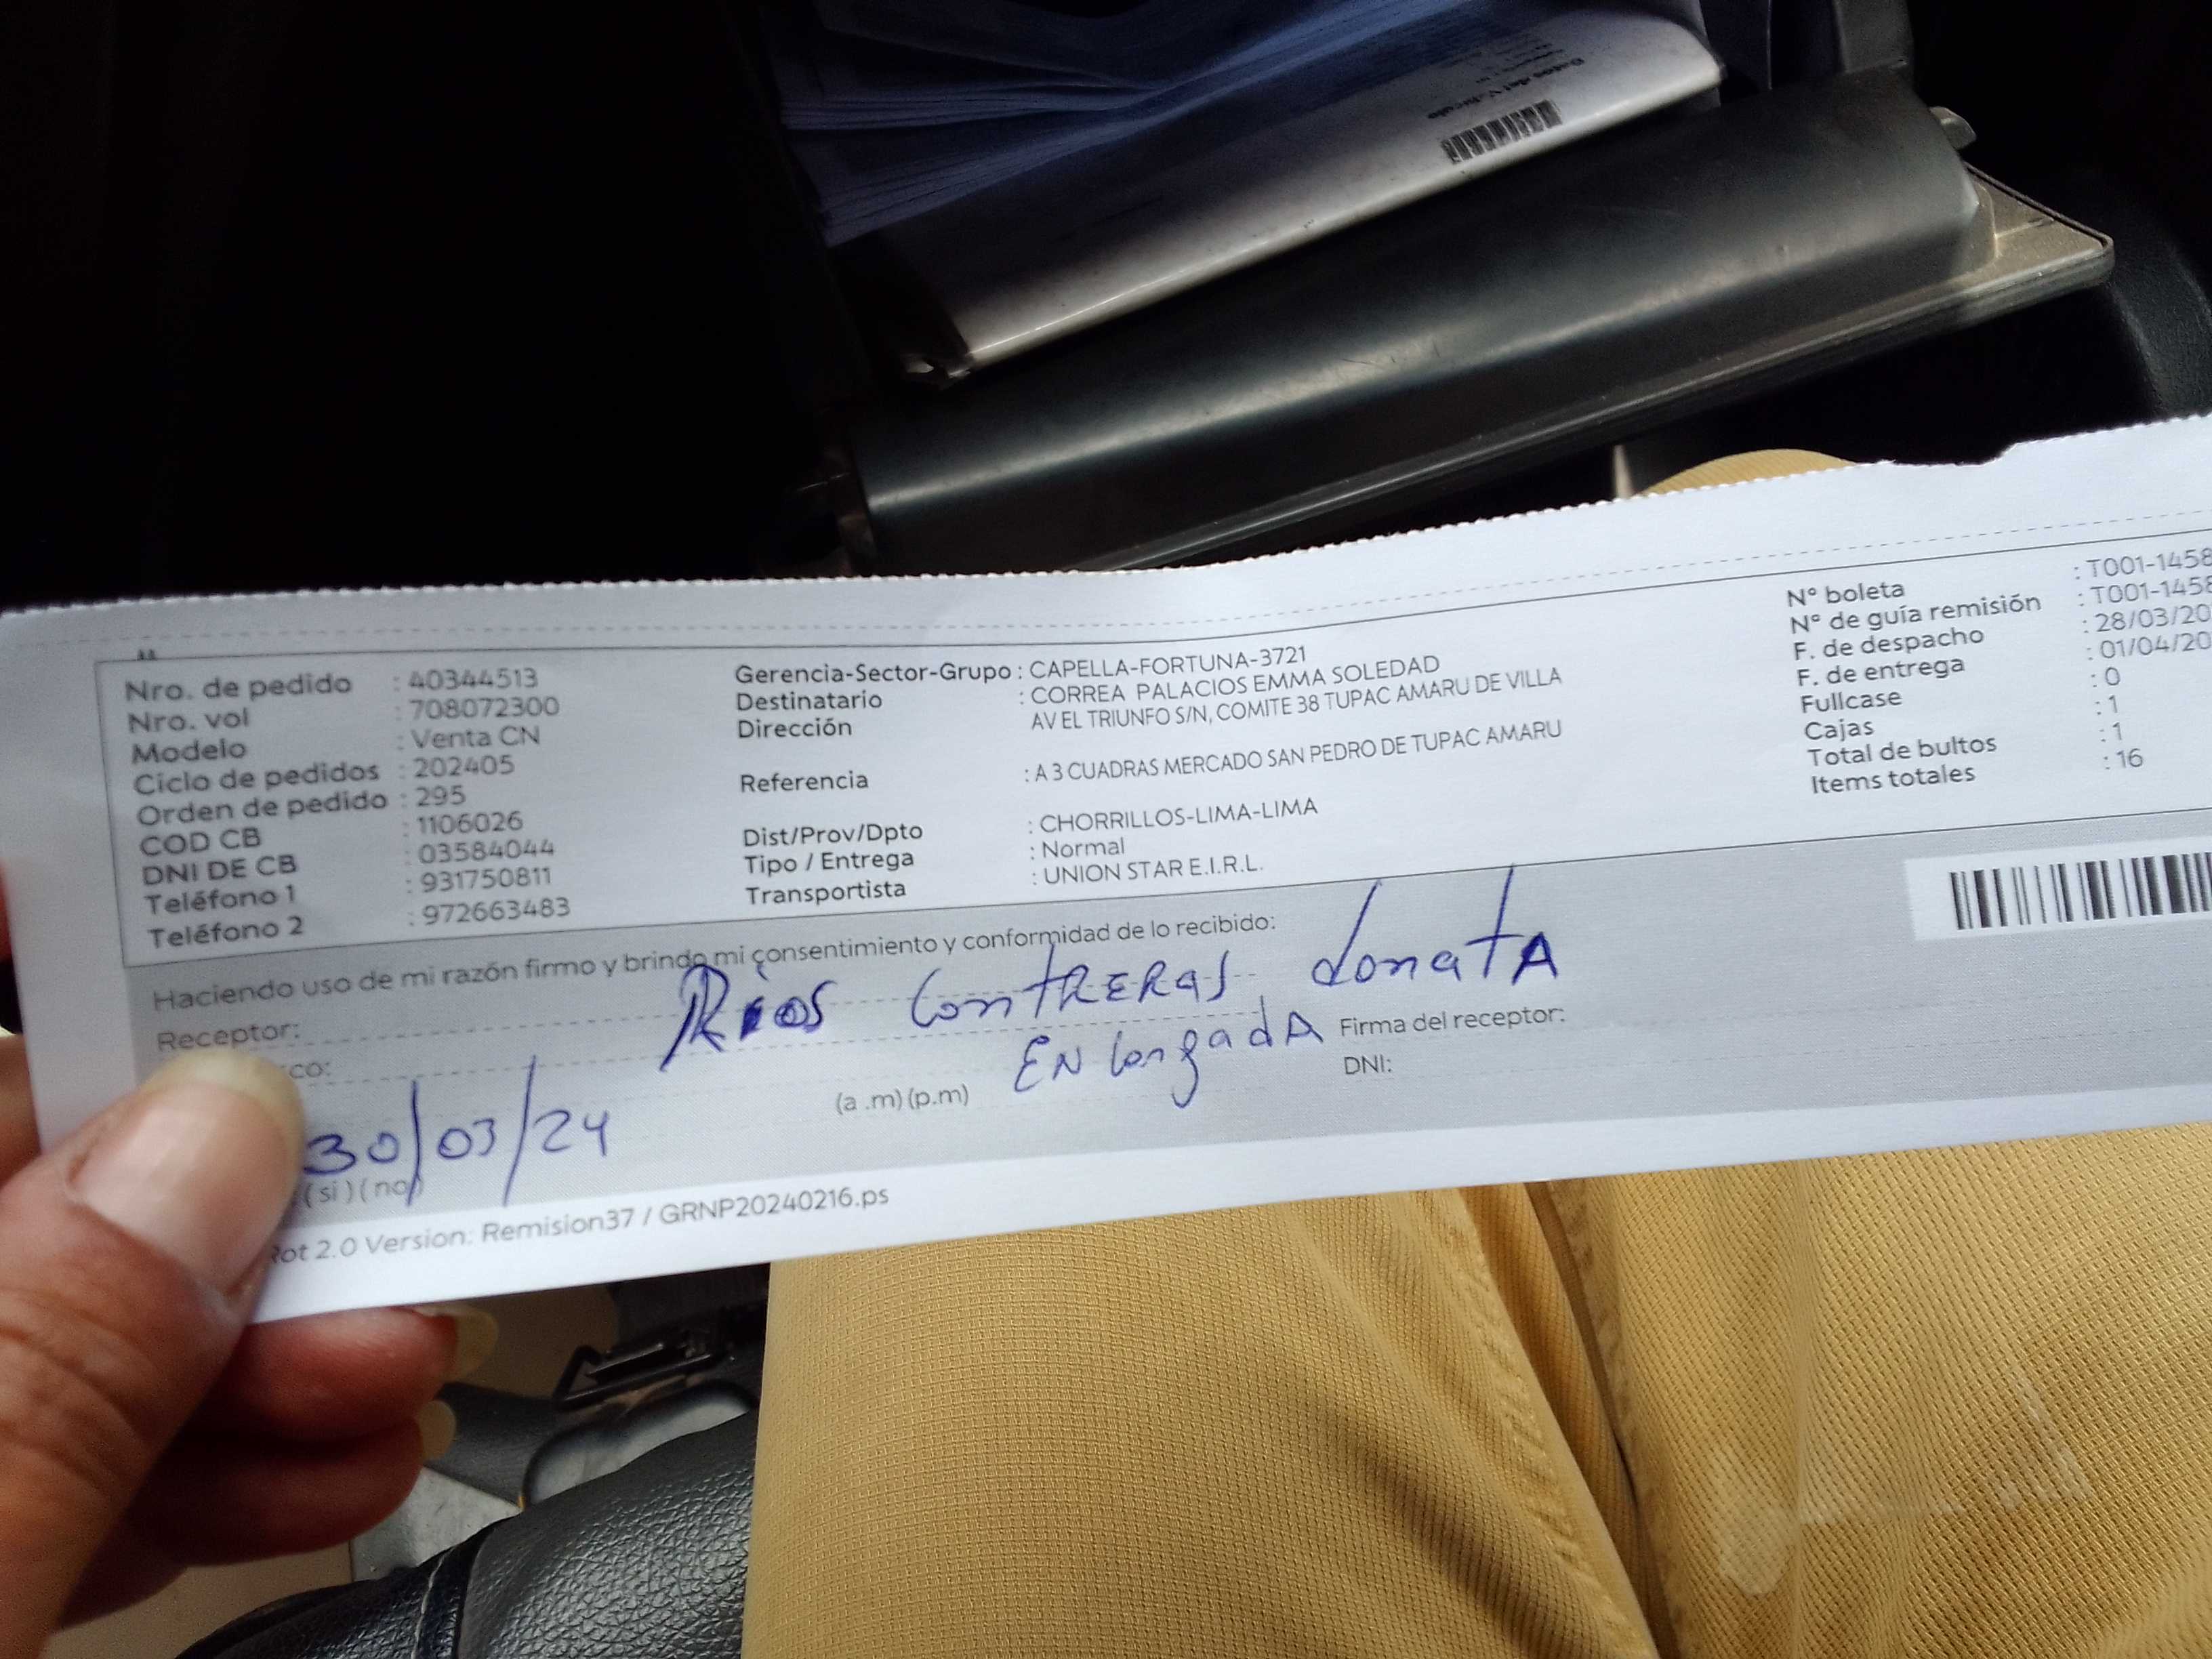 Nro. de pedido : 40344513
Nro. vol : 708072300
Modelo : Venta CN
Ciclo de pedidos : 202405
Orden de pedido : 295
COD CB : 1106026
DNI DE CB : 03584044
Teléfono 1 : 931750811
Teléfono 2 : 972663483
Gerencia-Sector-Grupo : CAPELLA-FORTUNA-3721
Destinatario : CORREA PALACIOS EMMA SOLEDAD
Dirección AV EL TRIUNFO S/N, COMITE 38 TUPAC AMARU DE VILLA
Referencia : A 3 CUADRAS MERCADO SAN PEDRO DE TUPAC AMARU
Dist/Prov/Dpto : CHORRILLOS-LIMA-LIMA
Tipo / Entrega : Normal
Transportista : UNION STAR E.I.R.L.
N° boleta : T001-1458
N° de guía remisión : T001-1458
F. de despacho : 28/03/20
F. de entrega : 01/04/20
Fullcase : 0
Cajas : 1
Total de bultos : 1
Items totales : 16
Haciendo uso de mi razón firmo y brindo mi consentimiento y conformidad de lo recibido:
Receptor: Rios ContRERas donatA
co: EN CargadA Firma del receptor:
30/03/24 (a .m) (p.m) DNI:
(si) (no)
Rot 2.0 Version: Remision37 / GRNP20240216.ps